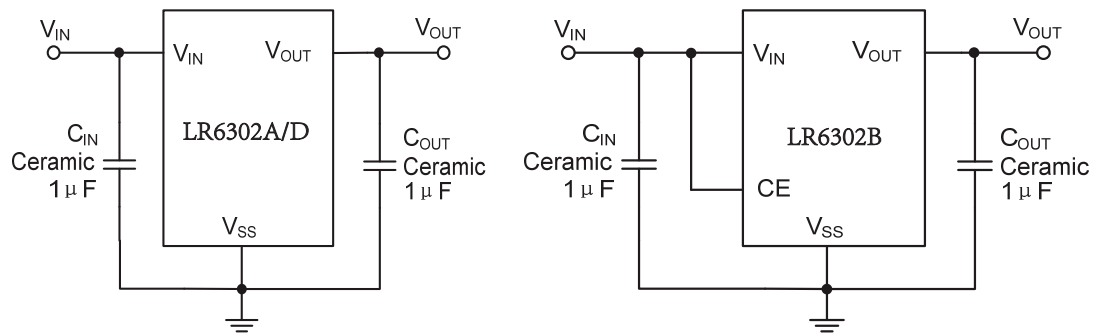 V_IN
V_IN
V_OUT
V_OUT
LR6302A/D
C_IN
Ceramic
1μF
C_OUT
Ceramic
1μF
V_SS
V_IN
V_IN
V_OUT
V_OUT
LR6302B
C_IN
Ceramic
1μF
CE
C_OUT
Ceramic
1μF
V_SS